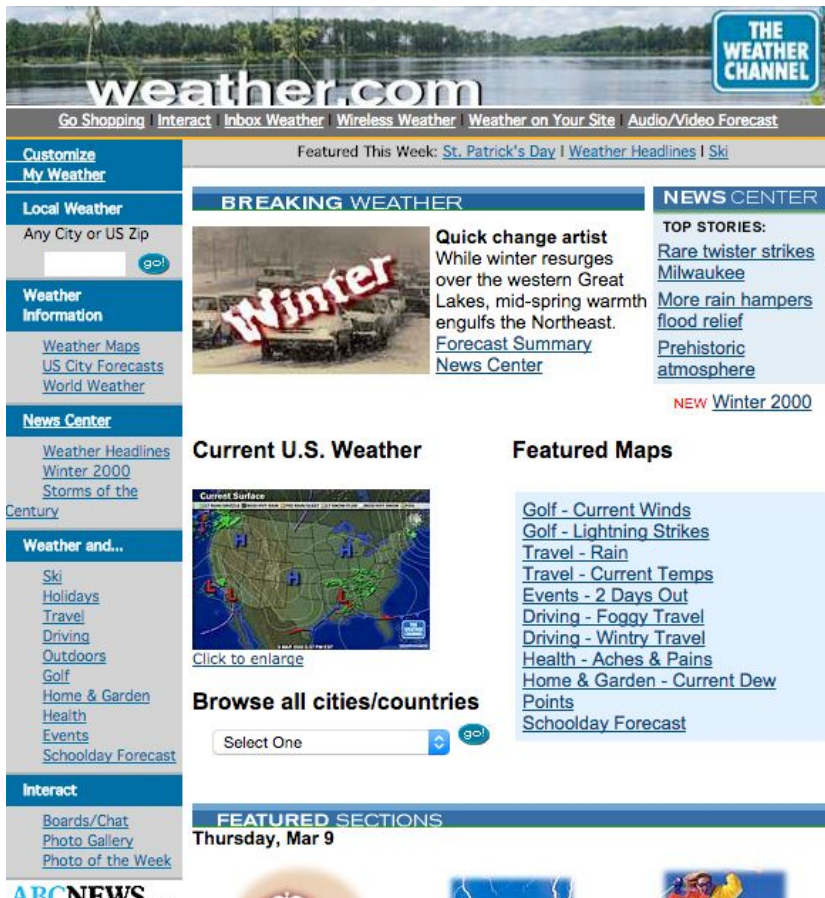 THE
WEATHER
CHANNEL
weather.com
Go Shopping | Interact | Inbox Weather | Wireless Weather | Weather on Your Site | Audio/Video Forecast
Customize
My Weather
Featured This Week: St. Patrick's Day | Weather Headlines | Ski
Local Weather
Any City or US Zip
go!
Weather
Information
Weather Maps
US City Forecasts
World Weather
News Center
Weather Headlines
Winter 2000
Storms of the
Century
Weather and...
Ski
Holidays
Travel
Driving
Outdoors
Golf
Home & Garden
Health
Events
Schoolday Forecast
Interact
Boards/Chat
Photo Gallery
Photo of the Week
ABCNEWS
BREAKING WEATHER
Winter
Quick change artist
While winter resurges
over the western Great
Lakes, mid-spring warmth
engulfs the Northeast.
Forecast Summary
News Center
NEWS CENTER
TOP STORIES:
Rare twister strikes
Milwaukee
More rain hampers
flood relief
Prehistoric
atmosphere
NEW Winter 2000
Current U.S. Weather
Current Surface
H
H
H
L
L
L
THE
WEATHER
CHANNEL
Click to enlarge
Browse all cities/countries
Select One
go!
Featured Maps
Golf - Current Winds
Golf - Lightning Strikes
Travel - Rain
Travel - Current Temps
Events - 2 Days Out
Driving - Foggy Travel
Driving - Wintry Travel
Health - Aches & Pains
Home & Garden - Current Dew
Points
Schoolday Forecast
FEATURED SECTIONS
Thursday, Mar 9